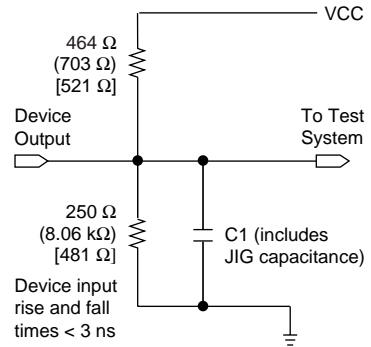 VCC
464 Ω
(703 Ω)
[521 Ω]
Device
Output
To Test
System
250 Ω
(8.06 kΩ)
[481 Ω]
C1 (includes
JIG capacitance)
Device input
rise and fall
times < 3 ns